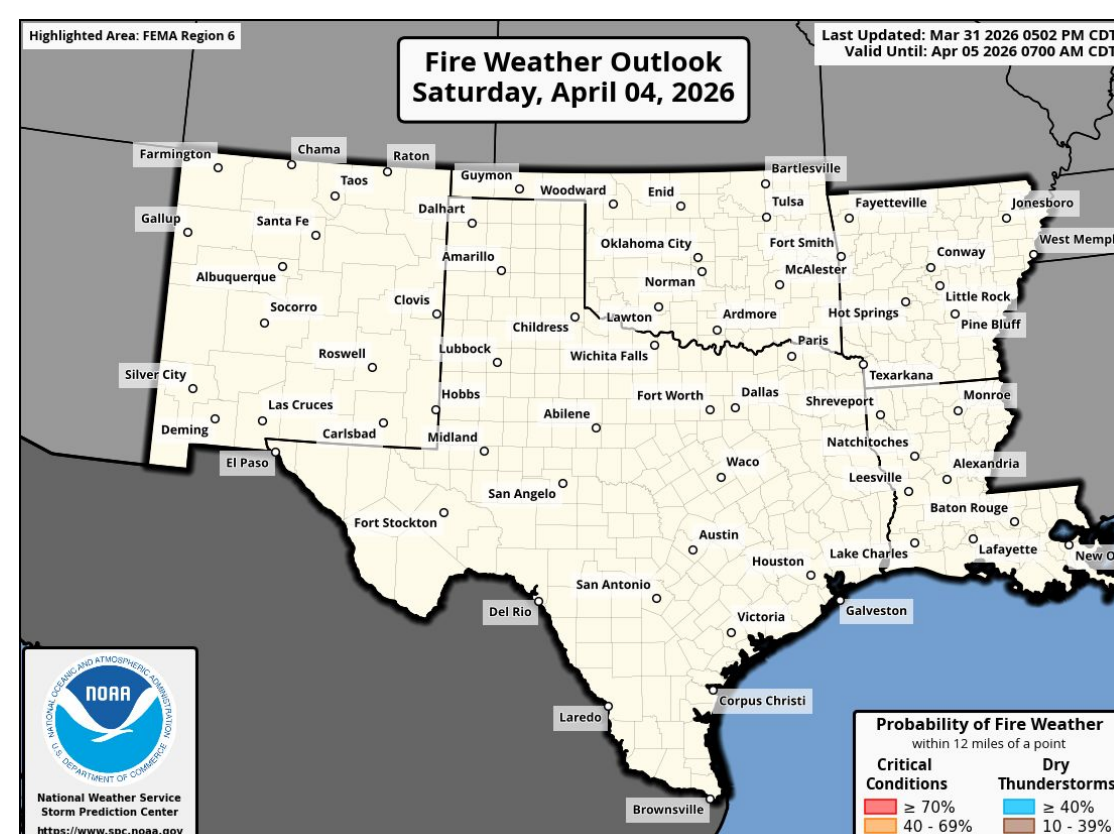 Highlighted Area: FEMA Region 6
Last Updated: Mar 31 2026 0502 PM CDT
Valid Until: Apr 05 2026 0700 AM CDT
Fire Weather Outlook
Saturday, April 04, 2026
Farmington
Chama
Raton
Taos
Guymon
Woodward
Enid
Bartlesville
Gallup
Santa Fe
Dalhart
Tulsa
Fayetteville
Jonesboro
Oklahoma City
Fort Smith
West Memp
Albuquerque
Amarillo
Norman
McAlester
Conway
Socorro
Clovis
Childress
Lawton
Ardmore
Hot Springs
Little Rock
Pine Bluff
Roswell
Lubbock
Wichita Falls
Paris
Silver City
Texarkana
Las Cruces
Hobbs
Abilene
Fort Worth
Dallas
Shreveport
Monroe
Deming
Carlsbad
Midland
Natchitoches
El Paso
San Angelo
Waco
Leesville
Alexandria
Fort Stockton
Baton Rouge
Austin
Houston
Lake Charles
Lafayette
New O
Del Rio
San Antonio
Galveston
Victoria
Laredo
Corpus Christi
Brownsville
NATIONAL OCEANIC AND ATMOSPHERIC ADMINISTRATION
NOAA
U.S. DEPARTMENT OF COMMERCE
National Weather Service
Storm Prediction Center
https://www.spc.noaa.gov
Probability of Fire Weather
within 12 miles of a point
Critical
Conditions
≥ 70%
40 - 69%
Dry
Thunderstorms
≥ 40%
10 - 39%